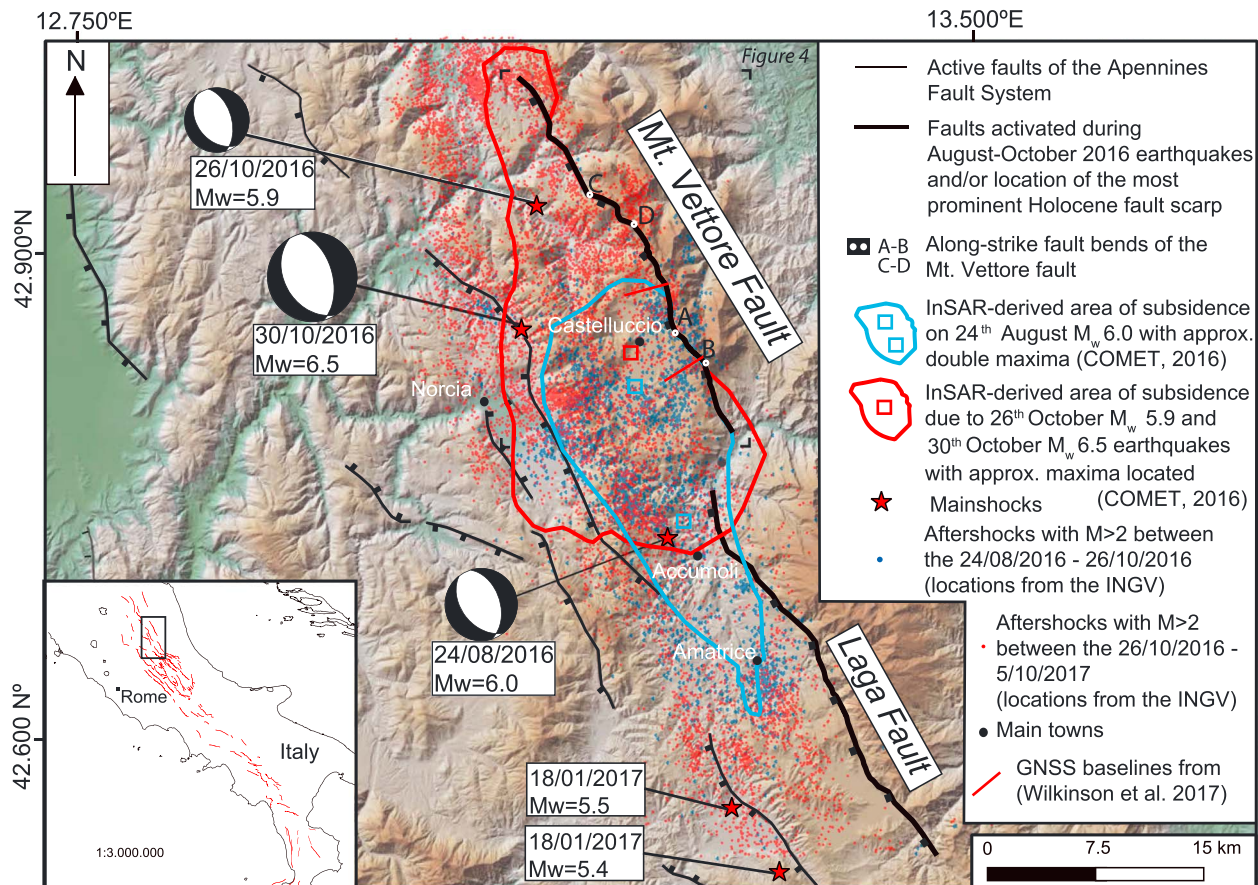 12.750ºE
13.500ºE
42.900ºN
42.600 Nº
N
Figure 4
26/10/2016
Mw=5.9
30/10/2016
Mw=6.5
24/08/2016
Mw=6.0
18/01/2017
Mw=5.5
18/01/2017
Mw=5.4
Mt. Vettore Fault
Laga Fault
C
D
A
B
Castelluccio
Norcia
Accumoli
Amatrice
Rome
Italy
1:3.000.000
Active faults of the Apennines
Fault System
Faults activated during
August-October 2016 earthquakes
and/or location of the most
prominent Holocene fault scarp
A-B
C-D
Along-strike fault bends of the
Mt. Vettore fault
InSAR-derived area of subsidence
on 24th August Mw 6.0 with approx.
double maxima (COMET, 2016)
InSAR-derived area of subsidence
due to 26th October Mw 5.9 and
30th October Mw 6.5 earthquakes
with approx. maxima located
(COMET, 2016)
Mainshocks
Aftershocks with M>2 between
the 24/08/2016 - 26/10/2016
(locations from the INGV)
Aftershocks with M>2
between the 26/10/2016 -
5/10/2017
(locations from the INGV)
Main towns
GNSS baselines from
(Wilkinson et al. 2017)
0 7.5 15 km